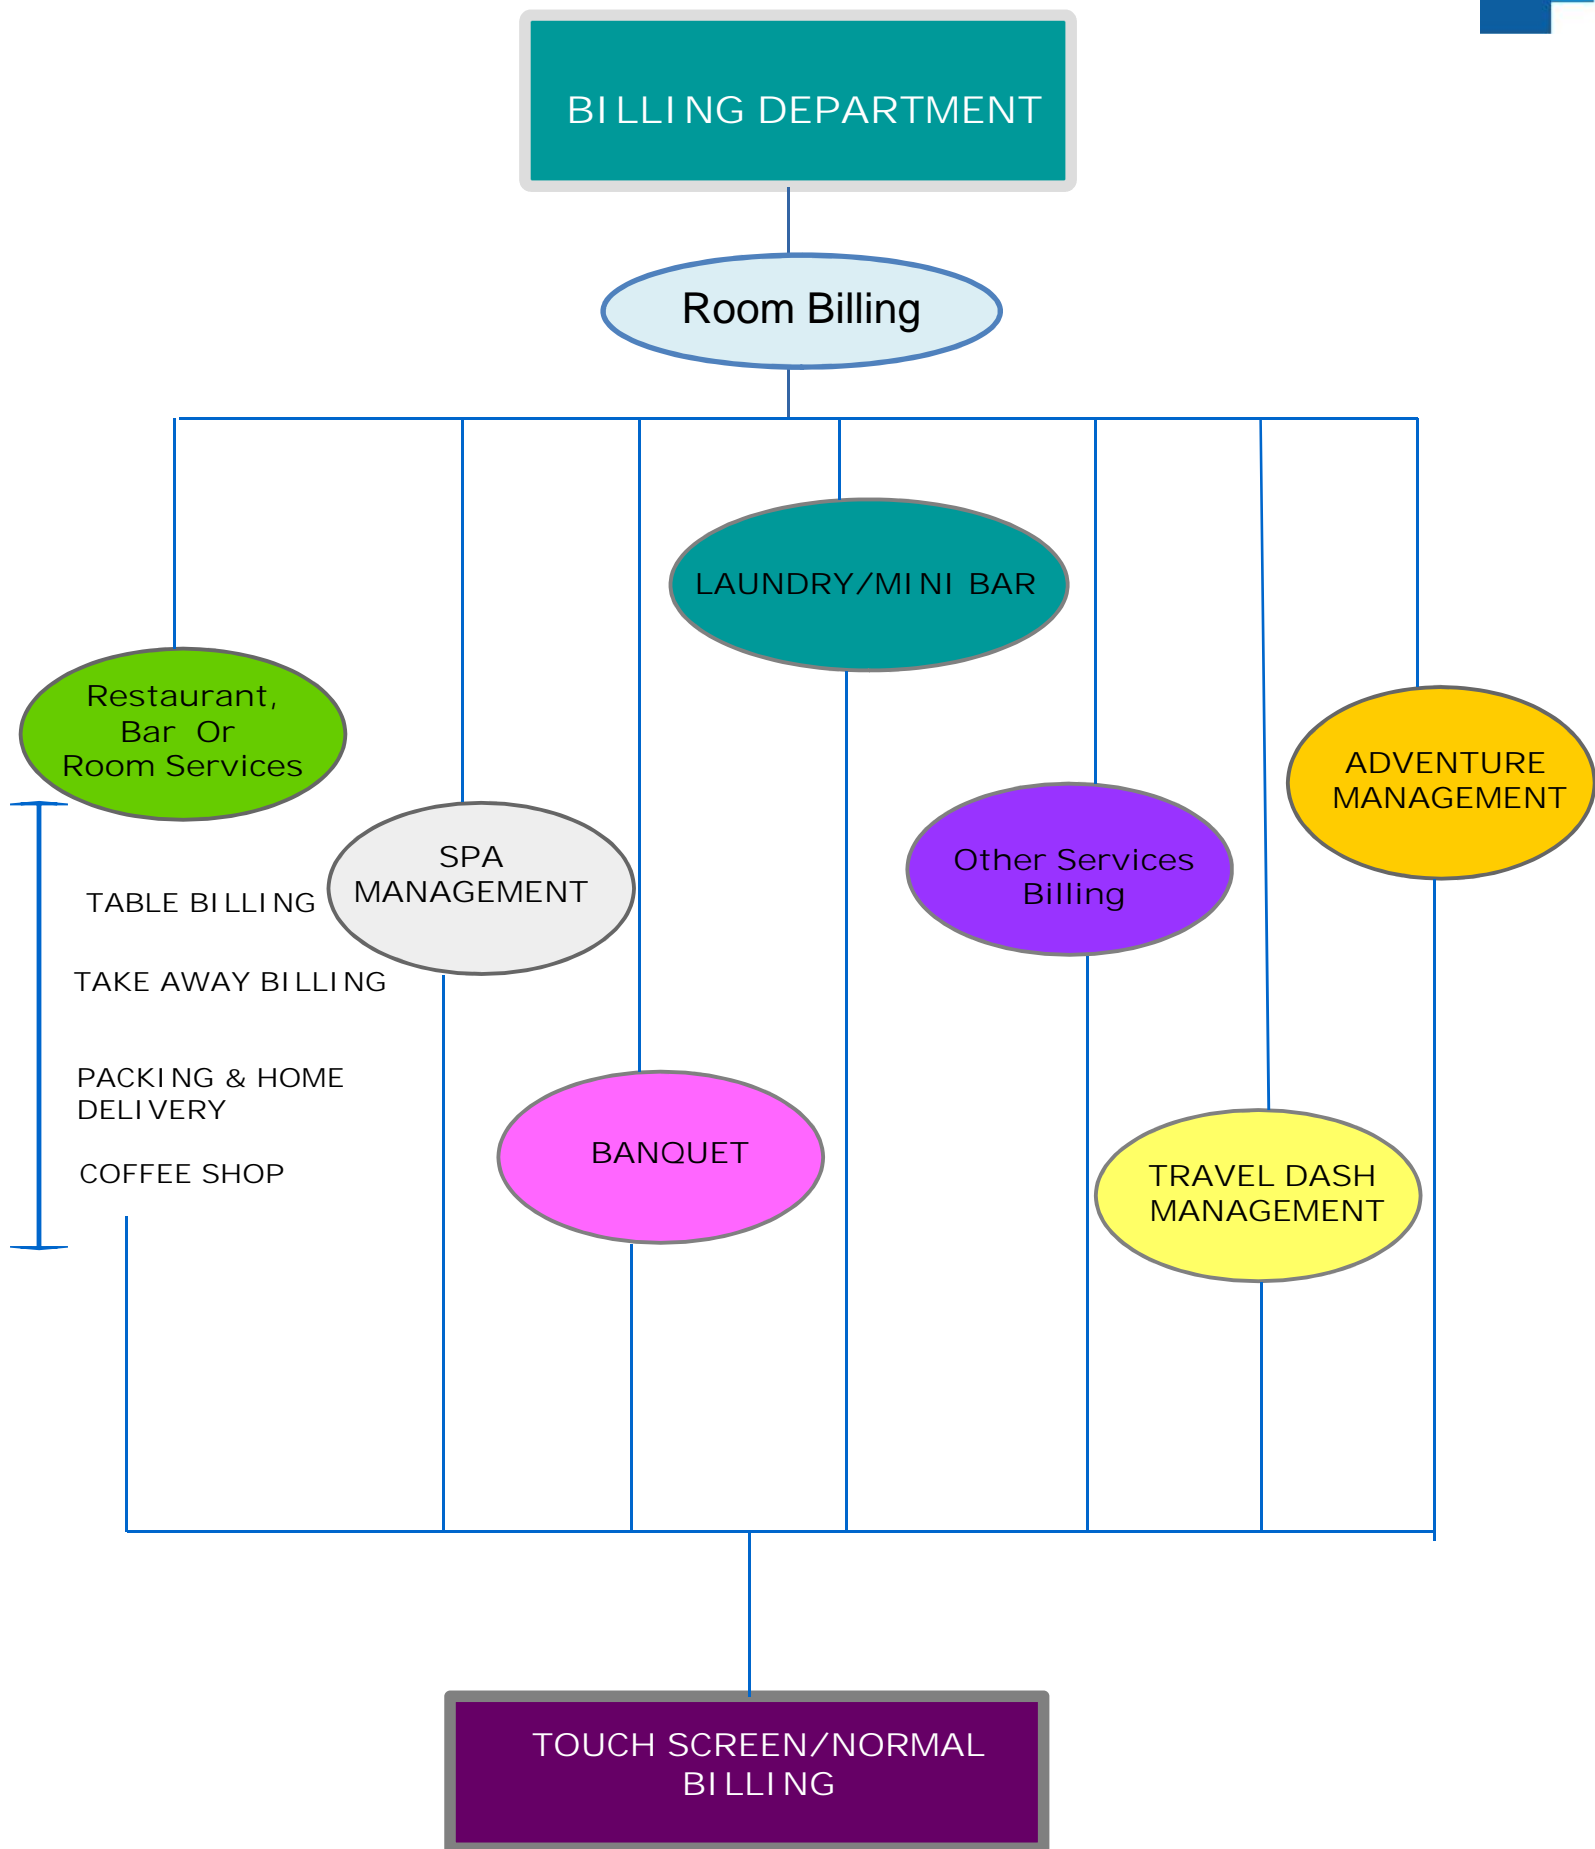 BILLING DEPARTMENT
Room Billing
LAUNDRY/MINI BAR
Restaurant,
Bar Or
Room Services
ADVENTURE
MANAGEMENT
SPA
MANAGEMENT
Other Services
Billing
TABLE BILLING
TAKE AWAY BILLING
PACKING & HOME
DELIVERY
COFFEE SHOP
BANQUET
TRAVEL DASH
MANAGEMENT
TOUCH SCREEN/NORMAL
BILLING